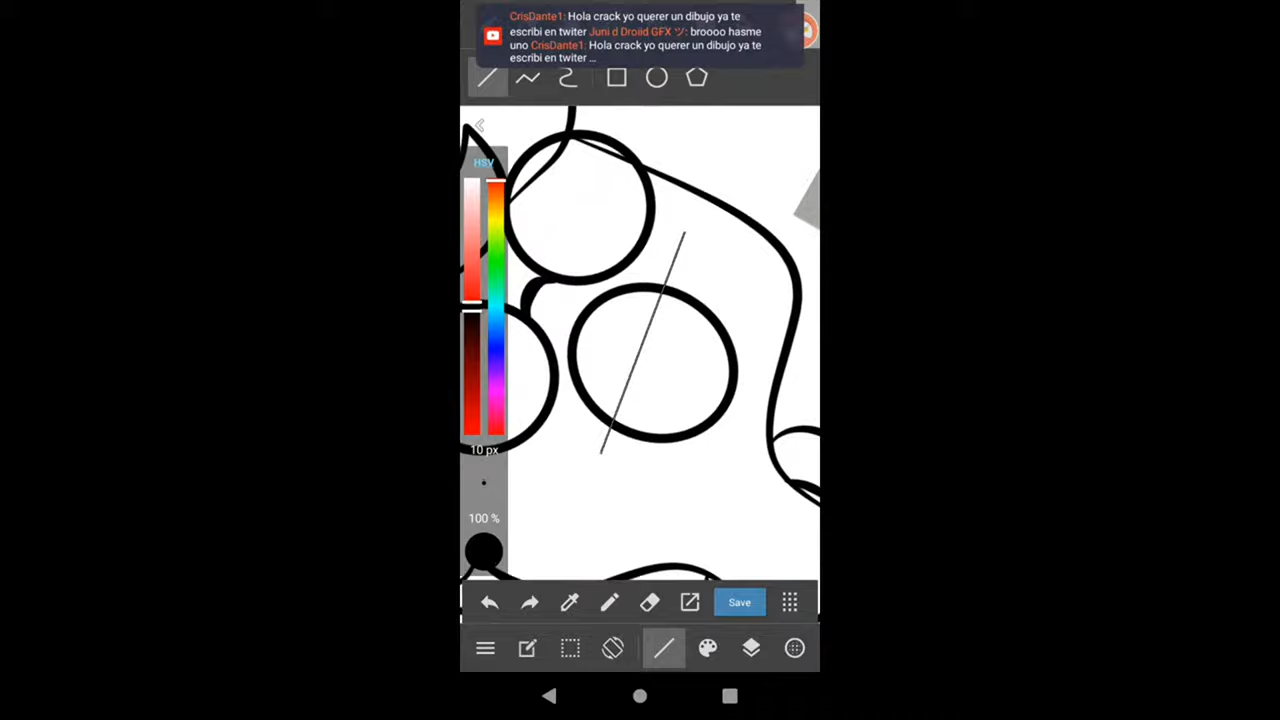 CrisDante1: Hola crack yo querer un dibujo ya te
escribi en twiter Juni d Droiid GFX ツ: broooo hasme
uno CrisDante1: Hola crack yo querer un dibujo ya te
escribi en twiter ...
HSV
10 px
100 %
Save